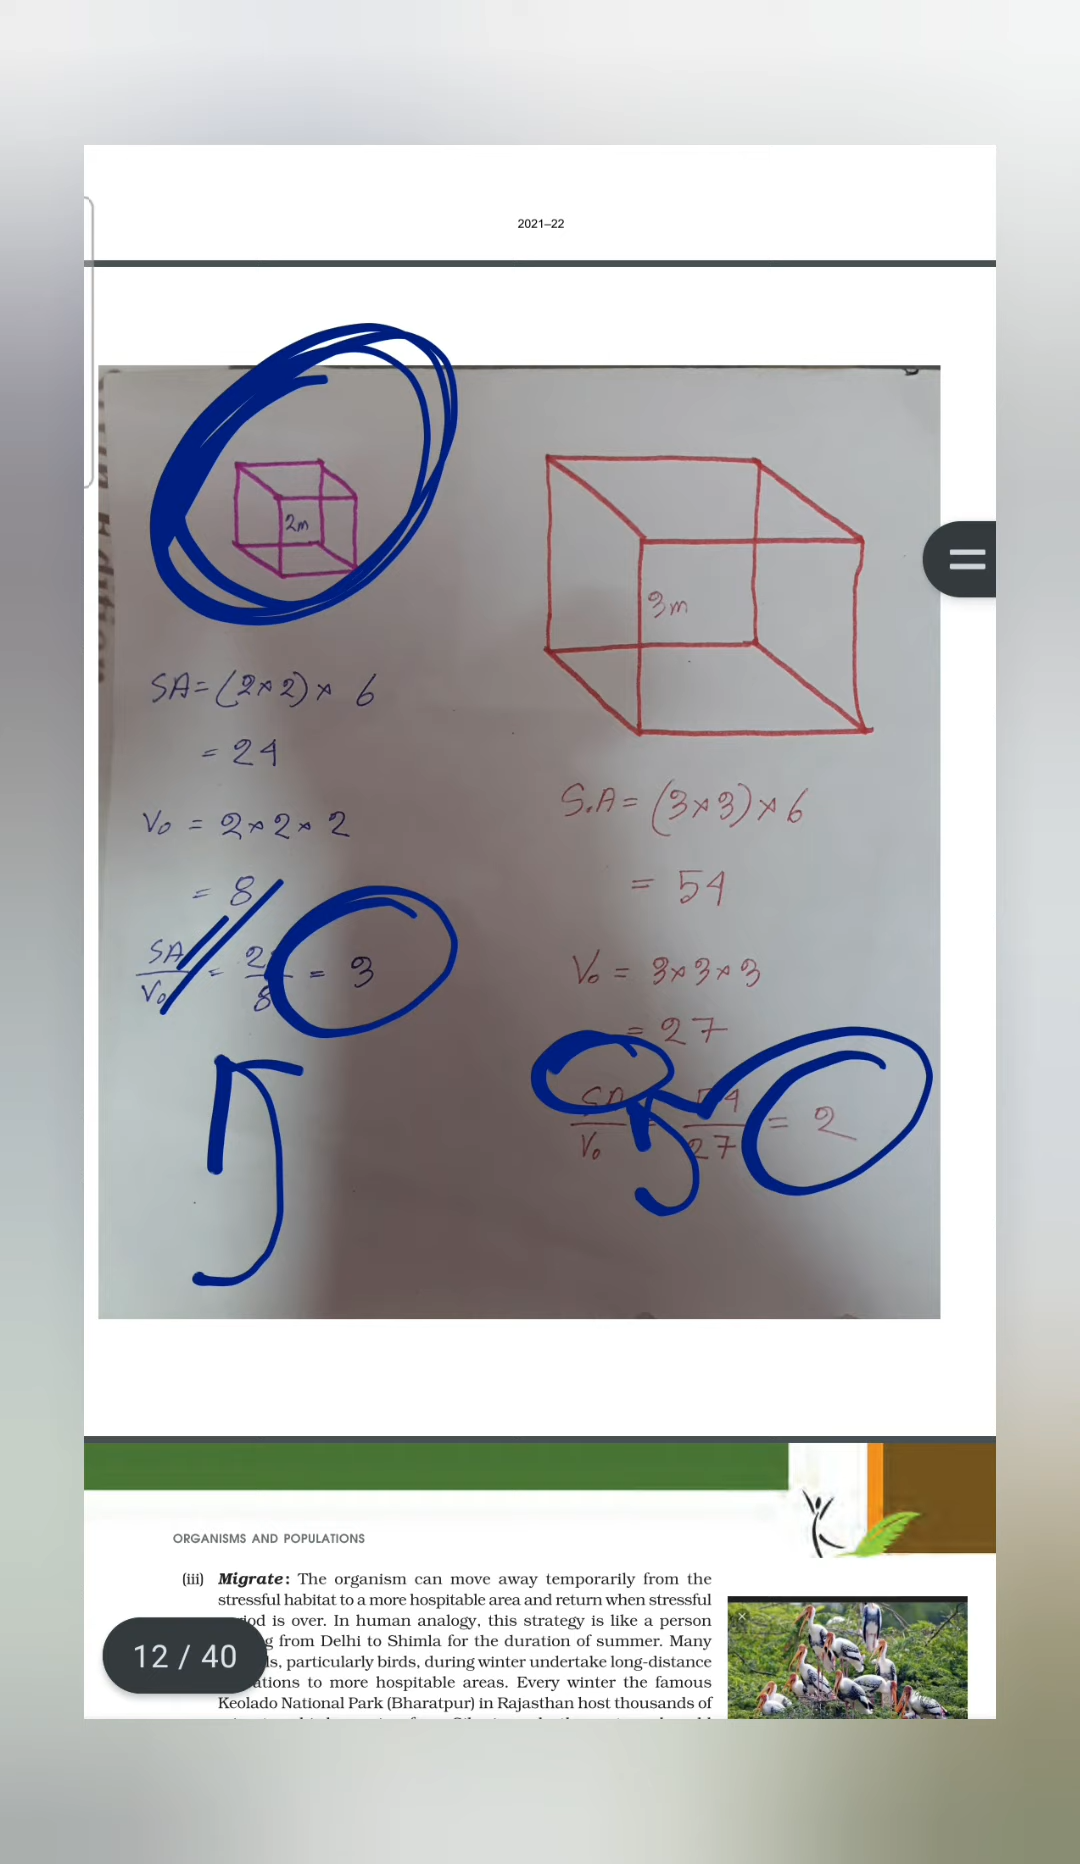 2021–22
2m
3m
SA=(2×2)× 6
= 24
Vo = 2×2×2
= 8
SA
Vo
=
8
= 3
S.A=(3×3)×6
= 54
Vo = 3×3×3
= 27
SA
Vo
54
27
= 2
ORGANISMS AND POPULATIONS
(iii) Migrate: The organism can move away temporarily from the
stressful habitat to a more hospitable area and return when stressful
is over. In human analogy, this strategy is like a person
from Delhi to Shimla for the duration of summer. Many
particularly birds, during winter undertake long-distance
to more hospitable areas. Every winter the famous
Keolado National Park (Bharatpur) in Rajasthan host thousands of
12 / 40